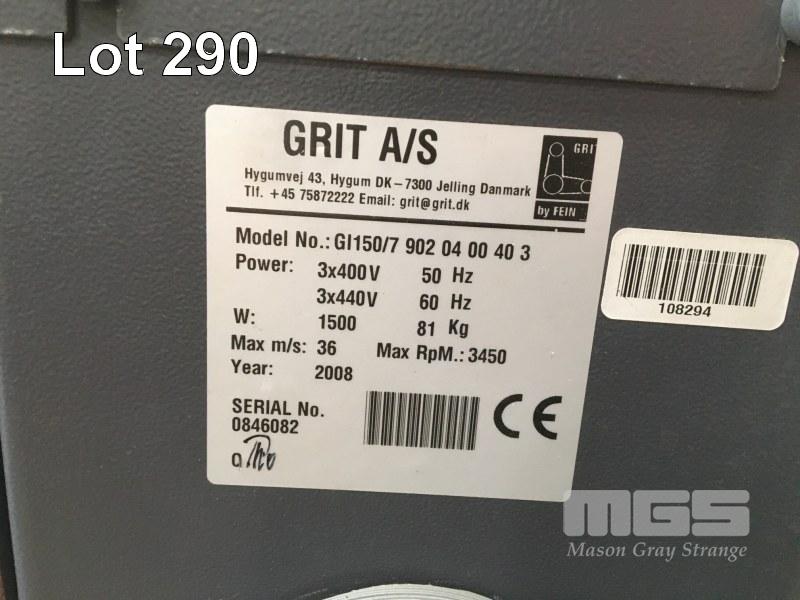 Lot 290
GRIT A/S
GRIT
Hygumvej 43, Hygum DK-7300 Jelling Danmark
Tlf. +45 75872222 Email: grit@grit.dk
by FEIN
Model No.: GI150/7 902 04 00 40 3
Power: 3x400V 50 Hz
3x440V 60 Hz
W: 1500 81 Kg
Max m/s: 36 Max RpM.: 3450
Year: 2008
SERIAL No.
0846082
Q
CE
108294
MGS
Mason Gray Strange